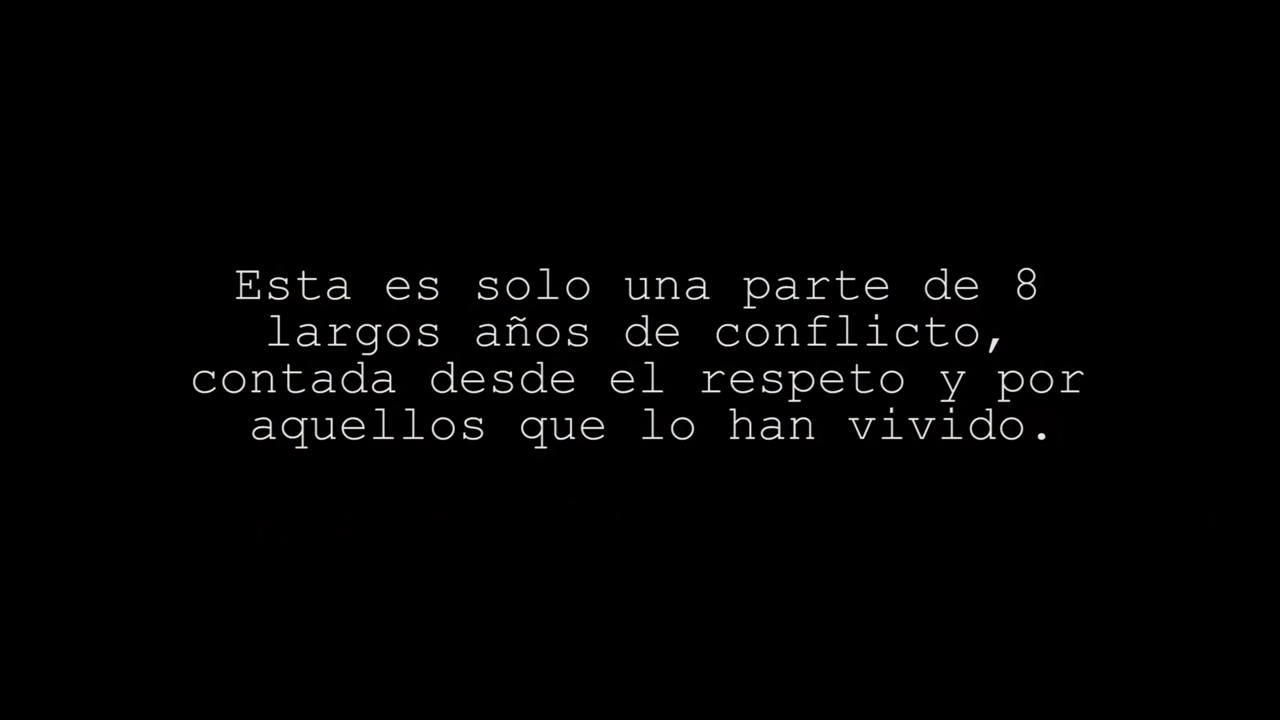 Esta es solo una parte de 8
largos años de conflicto,
contada desde el respeto y por
aquellos que lo han vivido.